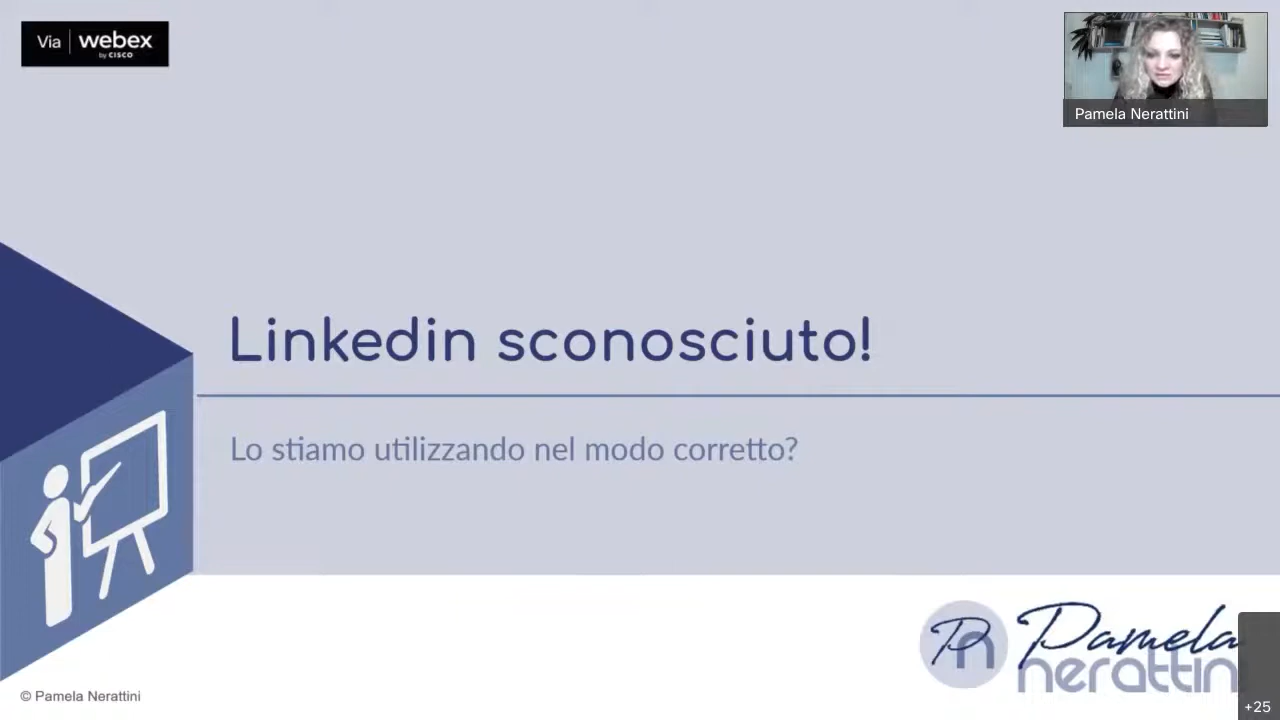 Via webex
by CISCO
Pamela Nerattini
Linkedin sconosciuto!
Lo stiamo utilizzando nel modo corretto?
Pn Pamela
nerattin
© Pamela Nerattini
+25